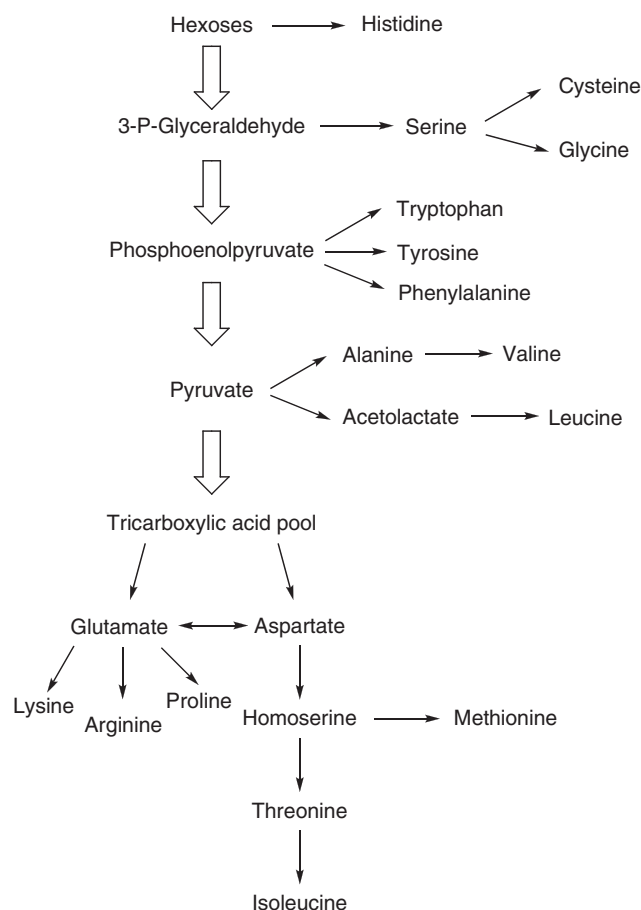 Hexoses
Histidine
3-P-Glyceraldehyde
Serine
Cysteine
Glycine
Phosphoenolpyruvate
Tryptophan
Tyrosine
Phenylalanine
Pyruvate
Alanine
Valine
Acetolactate
Leucine
Tricarboxylic acid pool
Glutamate
Aspartate
Lysine
Arginine
Proline
Homoserine
Methionine
Threonine
Isoleucine